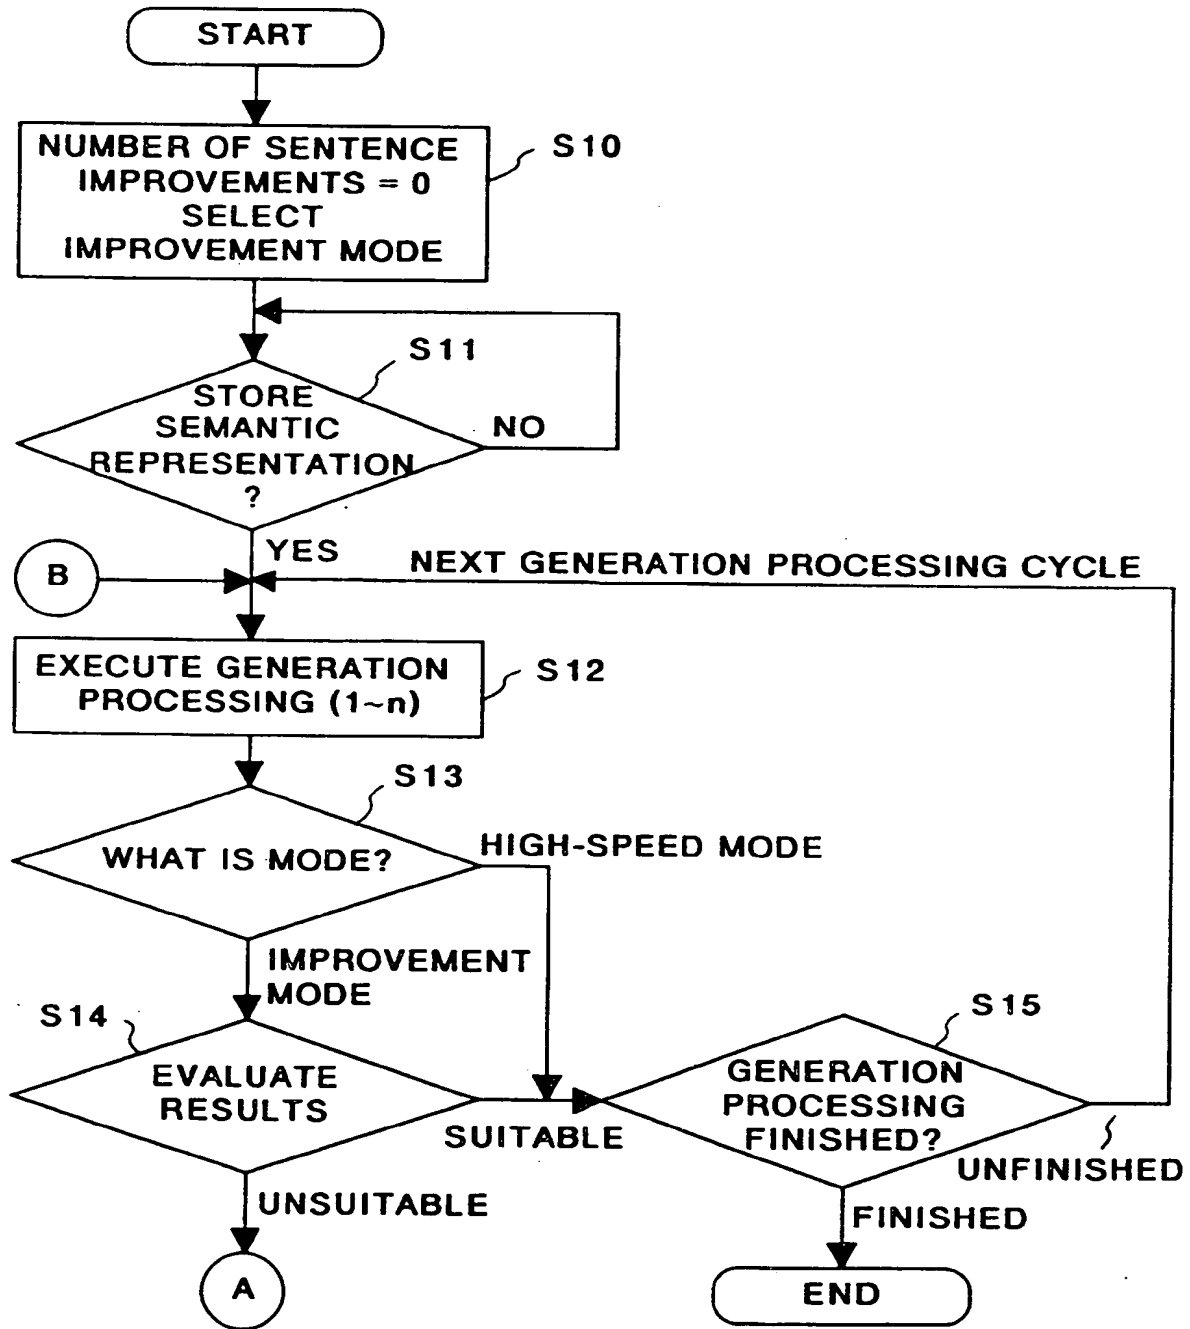 START
NUMBER OF SENTENCE
IMPROVEMENTS = 0
SELECT
IMPROVEMENT MODE
S10
S11
STORE
SEMANTIC
REPRESENTATION
?
NO
YES
B
NEXT GENERATION PROCESSING CYCLE
EXECUTE GENERATION
PROCESSING (1~n)
S12
S13
WHAT IS MODE?
HIGH-SPEED MODE
IMPROVEMENT
MODE
S14
EVALUATE
RESULTS
SUITABLE
S15
GENERATION
PROCESSING
FINISHED?
UNFINISHED
UNSUITABLE
FINISHED
A
END